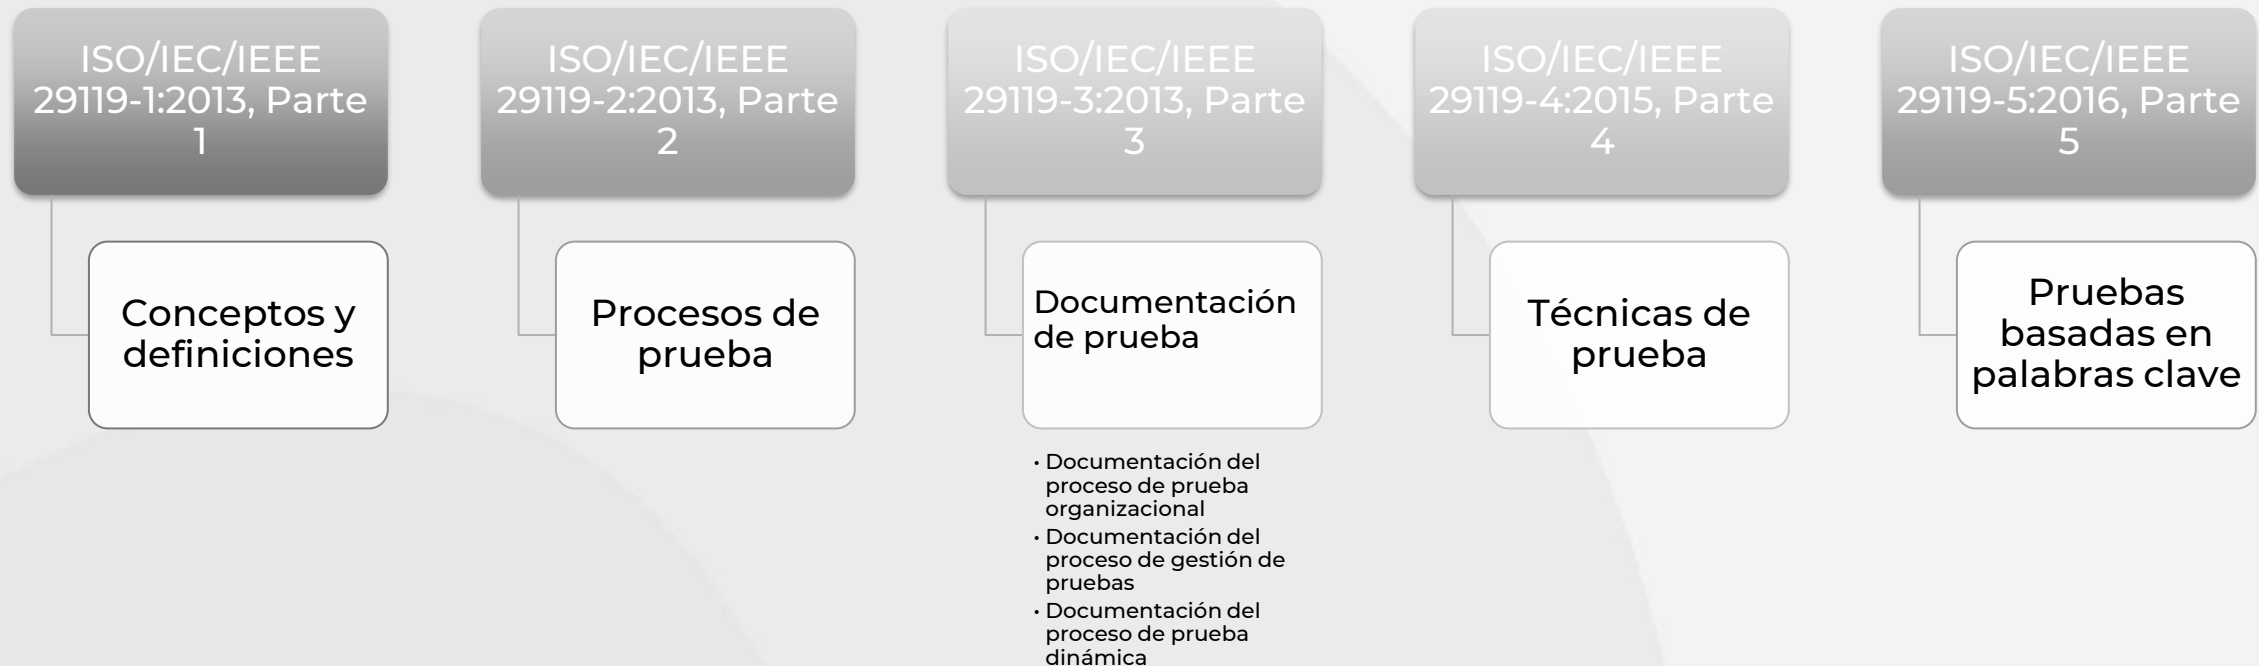 ISO/IEC/IEEE
29119-1:2013, Parte
1
Conceptos y
definiciones
ISO/IEC/IEEE
29119-2:2013, Parte
2
Procesos de
prueba
ISO/IEC/IEEE
29119-3:2013, Parte
3
Documentación
de prueba
• Documentación del
proceso de prueba
organizacional
• Documentación del
proceso de gestión de
pruebas
• Documentación del
proceso de prueba
dinámica
ISO/IEC/IEEE
29119-4:2015, Parte
4
Técnicas de
prueba
ISO/IEC/IEEE
29119-5:2016, Parte
5
Pruebas
basadas en
palabras clave